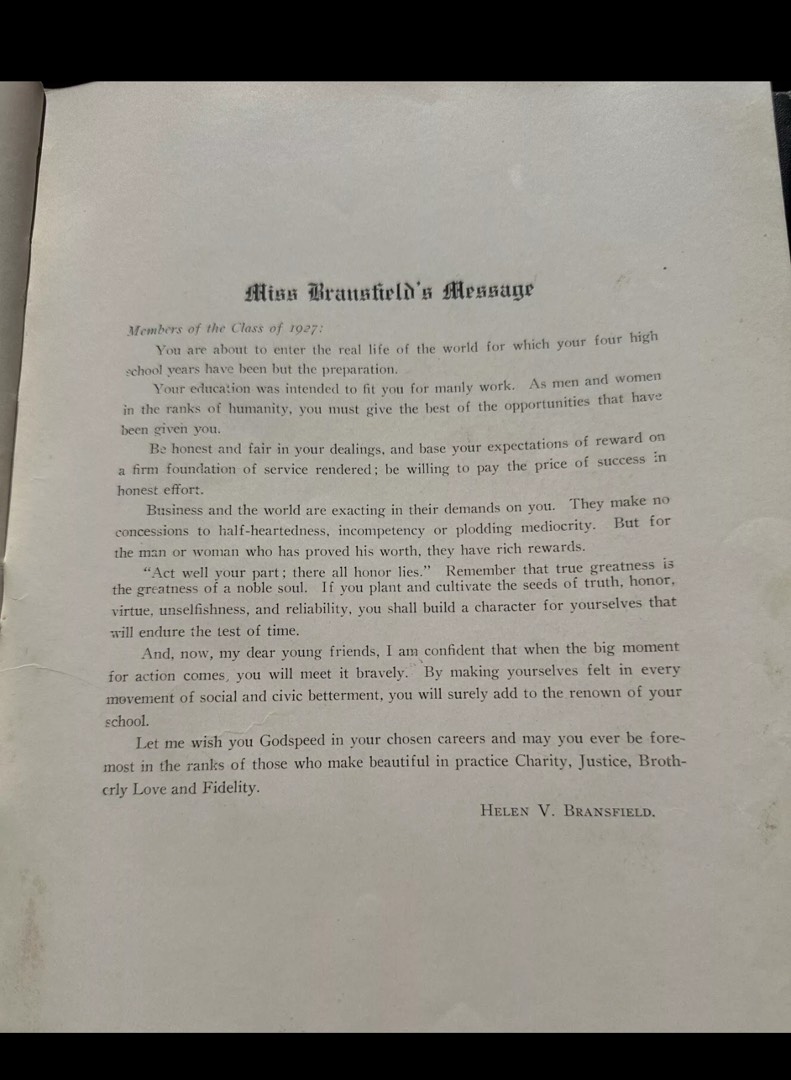 Miss Bransfield's Message
Members of the Class of 1927:
You are about to enter the real life of the world for which your four high
school years have been but the preparation.
Your education was intended to fit you for manly work. As men and women
in the ranks of humanity, you must give the best of the opportunities that have
been given you.
Be honest and fair in your dealings, and base your expectations of reward on
a firm foundation of service rendered; be willing to pay the price of success in
honest effort.
Business and the world are exacting in their demands on you. They make no
concessions to half-heartedness, incompetency or plodding mediocrity. But for
the man or woman who has proved his worth, they have rich rewards.
“Act well your part; there all honor lies.” Remember that true greatness is
the greatness of a noble soul. If you plant and cultivate the seeds of truth, honor,
virtue, unselfishness, and reliability, you shall build a character for yourselves that
will endure the test of time.
And, now, my dear young friends, I am confident that when the big moment
for action comes, you will meet it bravely. By making yourselves felt in every
movement of social and civic betterment, you will surely add to the renown of your
school.
Let me wish you Godspeed in your chosen careers and may you ever be fore-
most in the ranks of those who make beautiful in practice Charity, Justice, Broth-
erly Love and Fidelity.
Helen V. Bransfield.